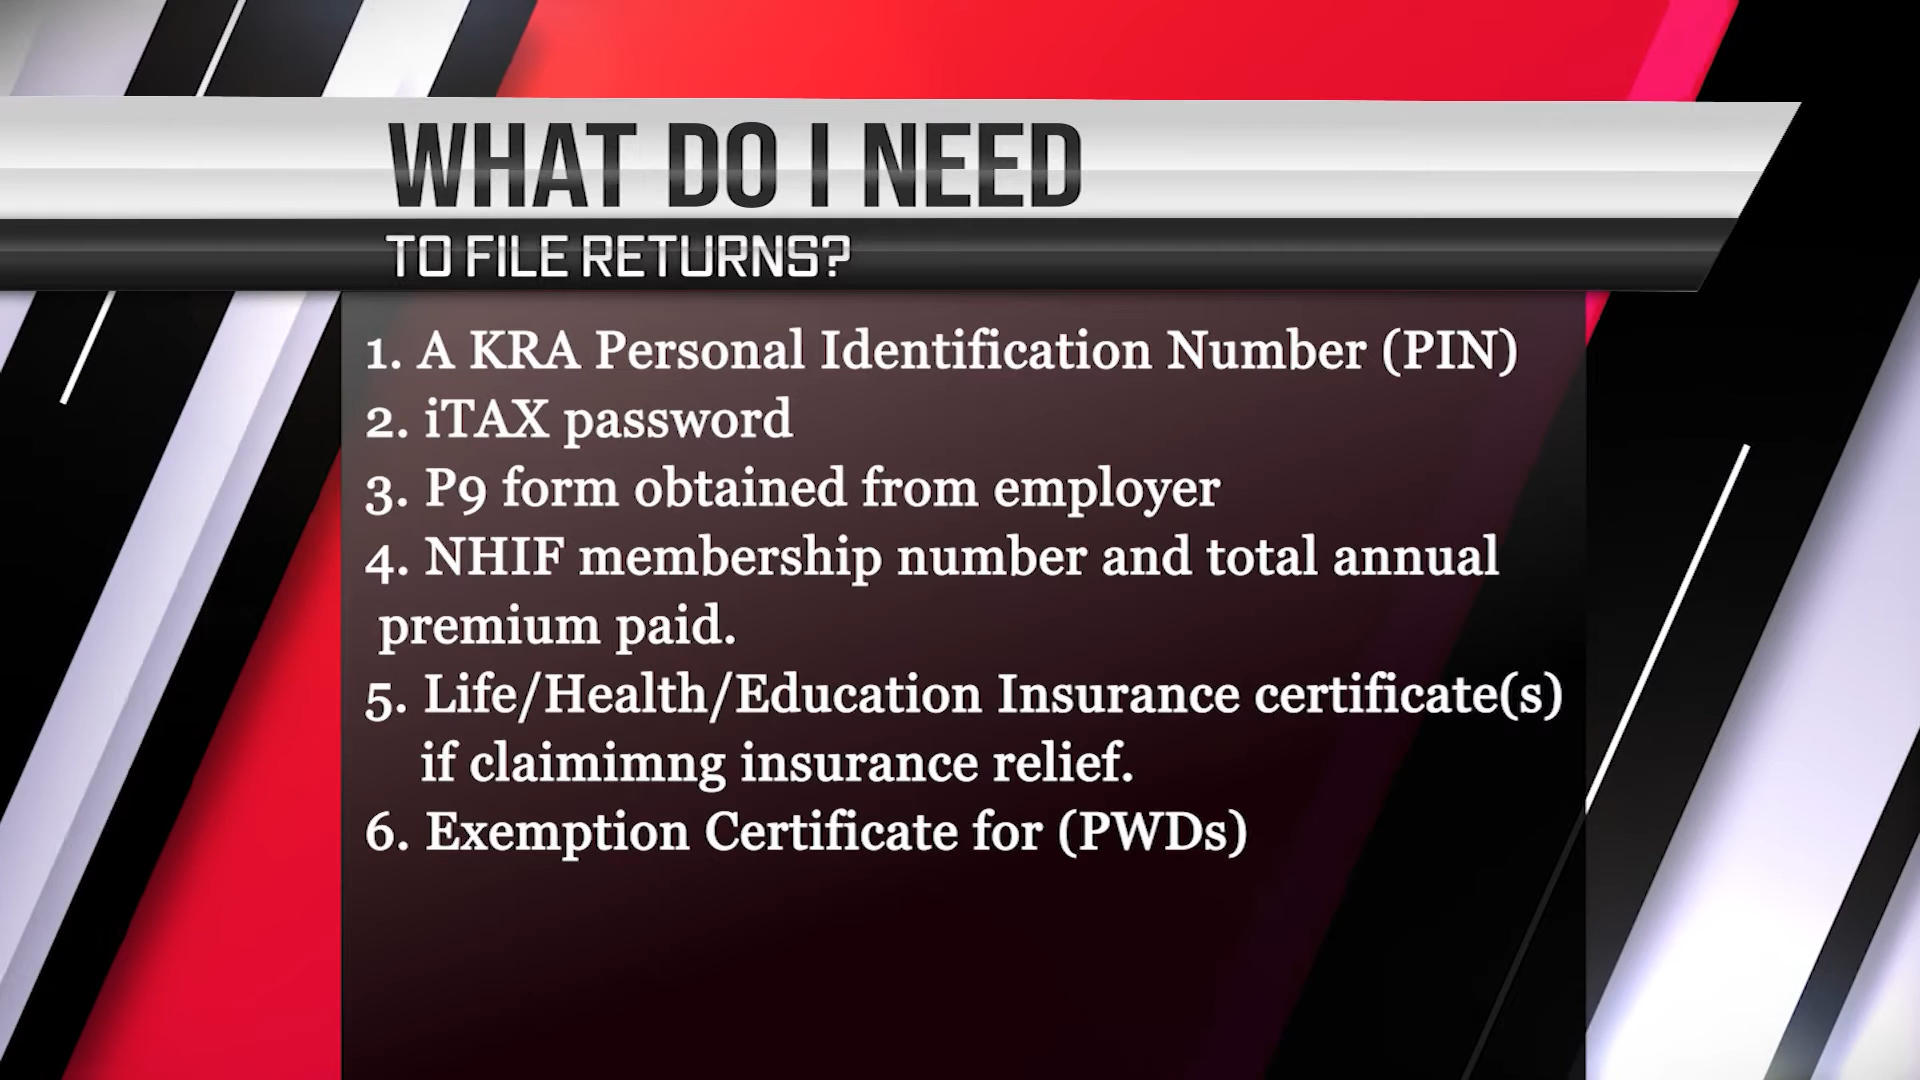 WHAT DO I NEED
TO FILE RETURNS?
1. A KRA Personal Identification Number (PIN)
2. iTAX password
3. P9 form obtained from employer
4. NHIF membership number and total annual
premium paid.
5. Life/Health/Education Insurance certificate(s)
if claimimng insurance relief.
6. Exemption Certificate for (PWDs)